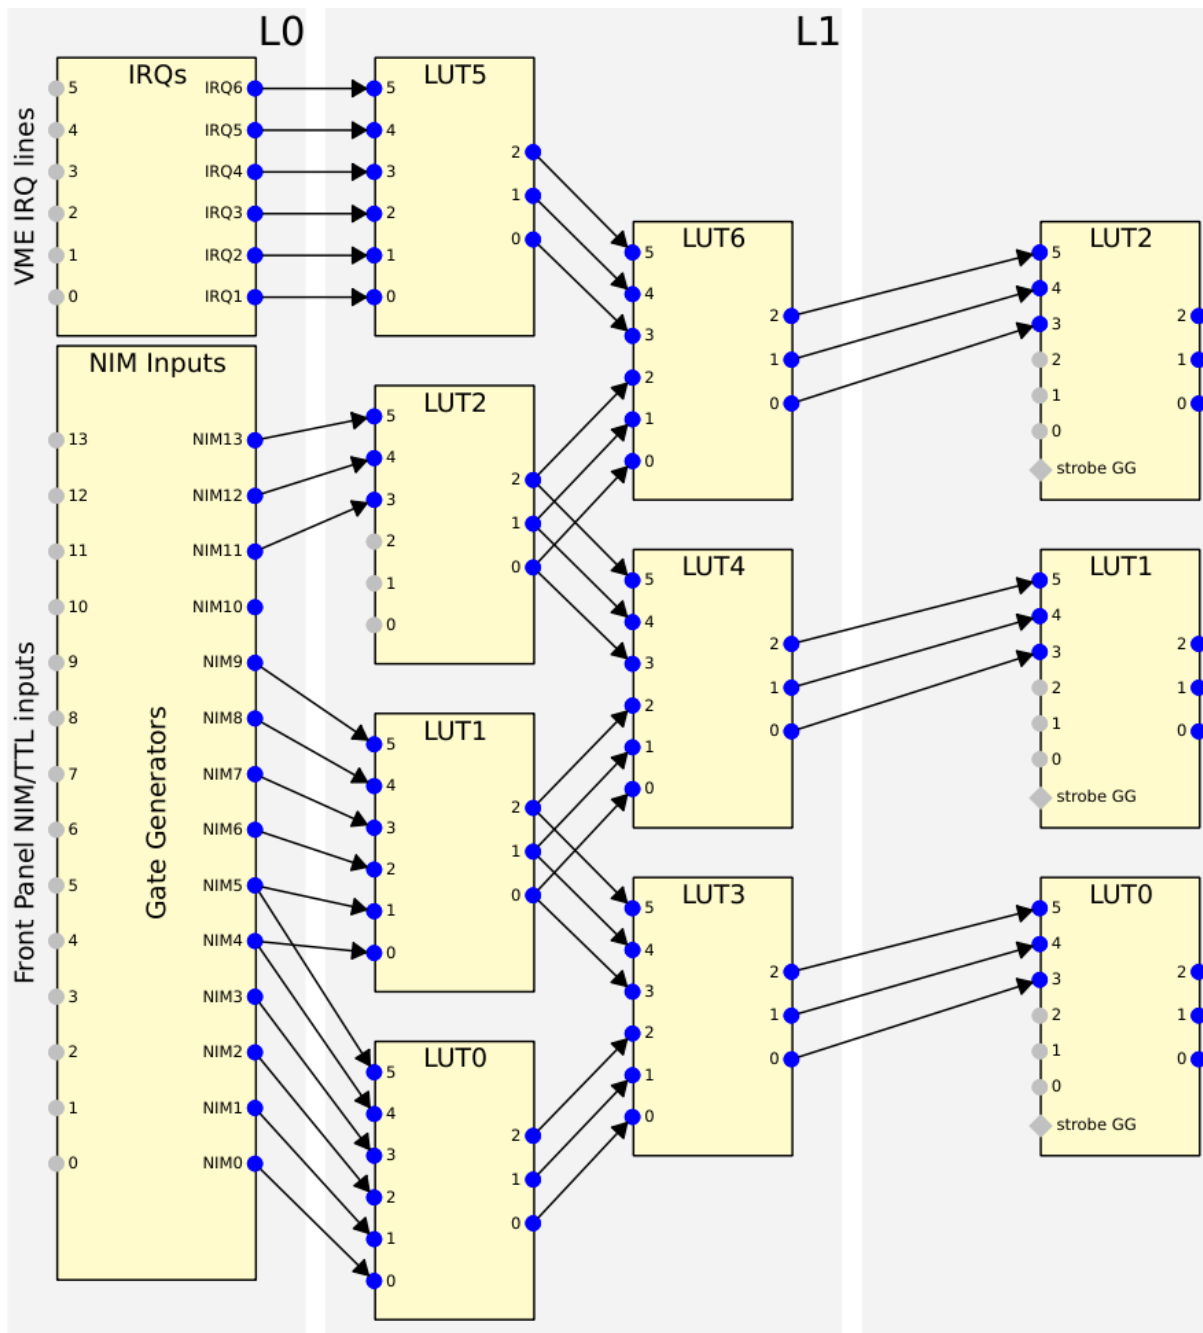 L0
L1
VME IRQ lines
IRQs
5 IRQ6
4 IRQ5
3 IRQ4
2 IRQ3
1 IRQ2
0 IRQ1
Front Panel NIM/TTL inputs
NIM Inputs
Gate Generators
13 NIM13
12 NIM12
11 NIM11
10 NIM10
9 NIM9
8 NIM8
7 NIM7
6 NIM6
5 NIM5
4 NIM4
3 NIM3
2 NIM2
1 NIM1
0 NIM0
LUT5
5
4
3
2
1
0
2
1
0
LUT2
5
4
3
2
1
0
2
1
0
LUT1
5
4
3
2
1
0
2
1
0
LUT0
5
4
3
2
1
0
2
1
0
LUT6
5
4
3
2
1
0
2
1
0
LUT4
5
4
3
2
1
0
2
1
0
LUT3
5
4
3
2
1
0
2
1
0
LUT2
5
4
3
2
1
0
strobe GG
2
1
0
LUT1
5
4
3
2
1
0
strobe GG
2
1
0
LUT0
5
4
3
2
1
0
strobe GG
2
1
0